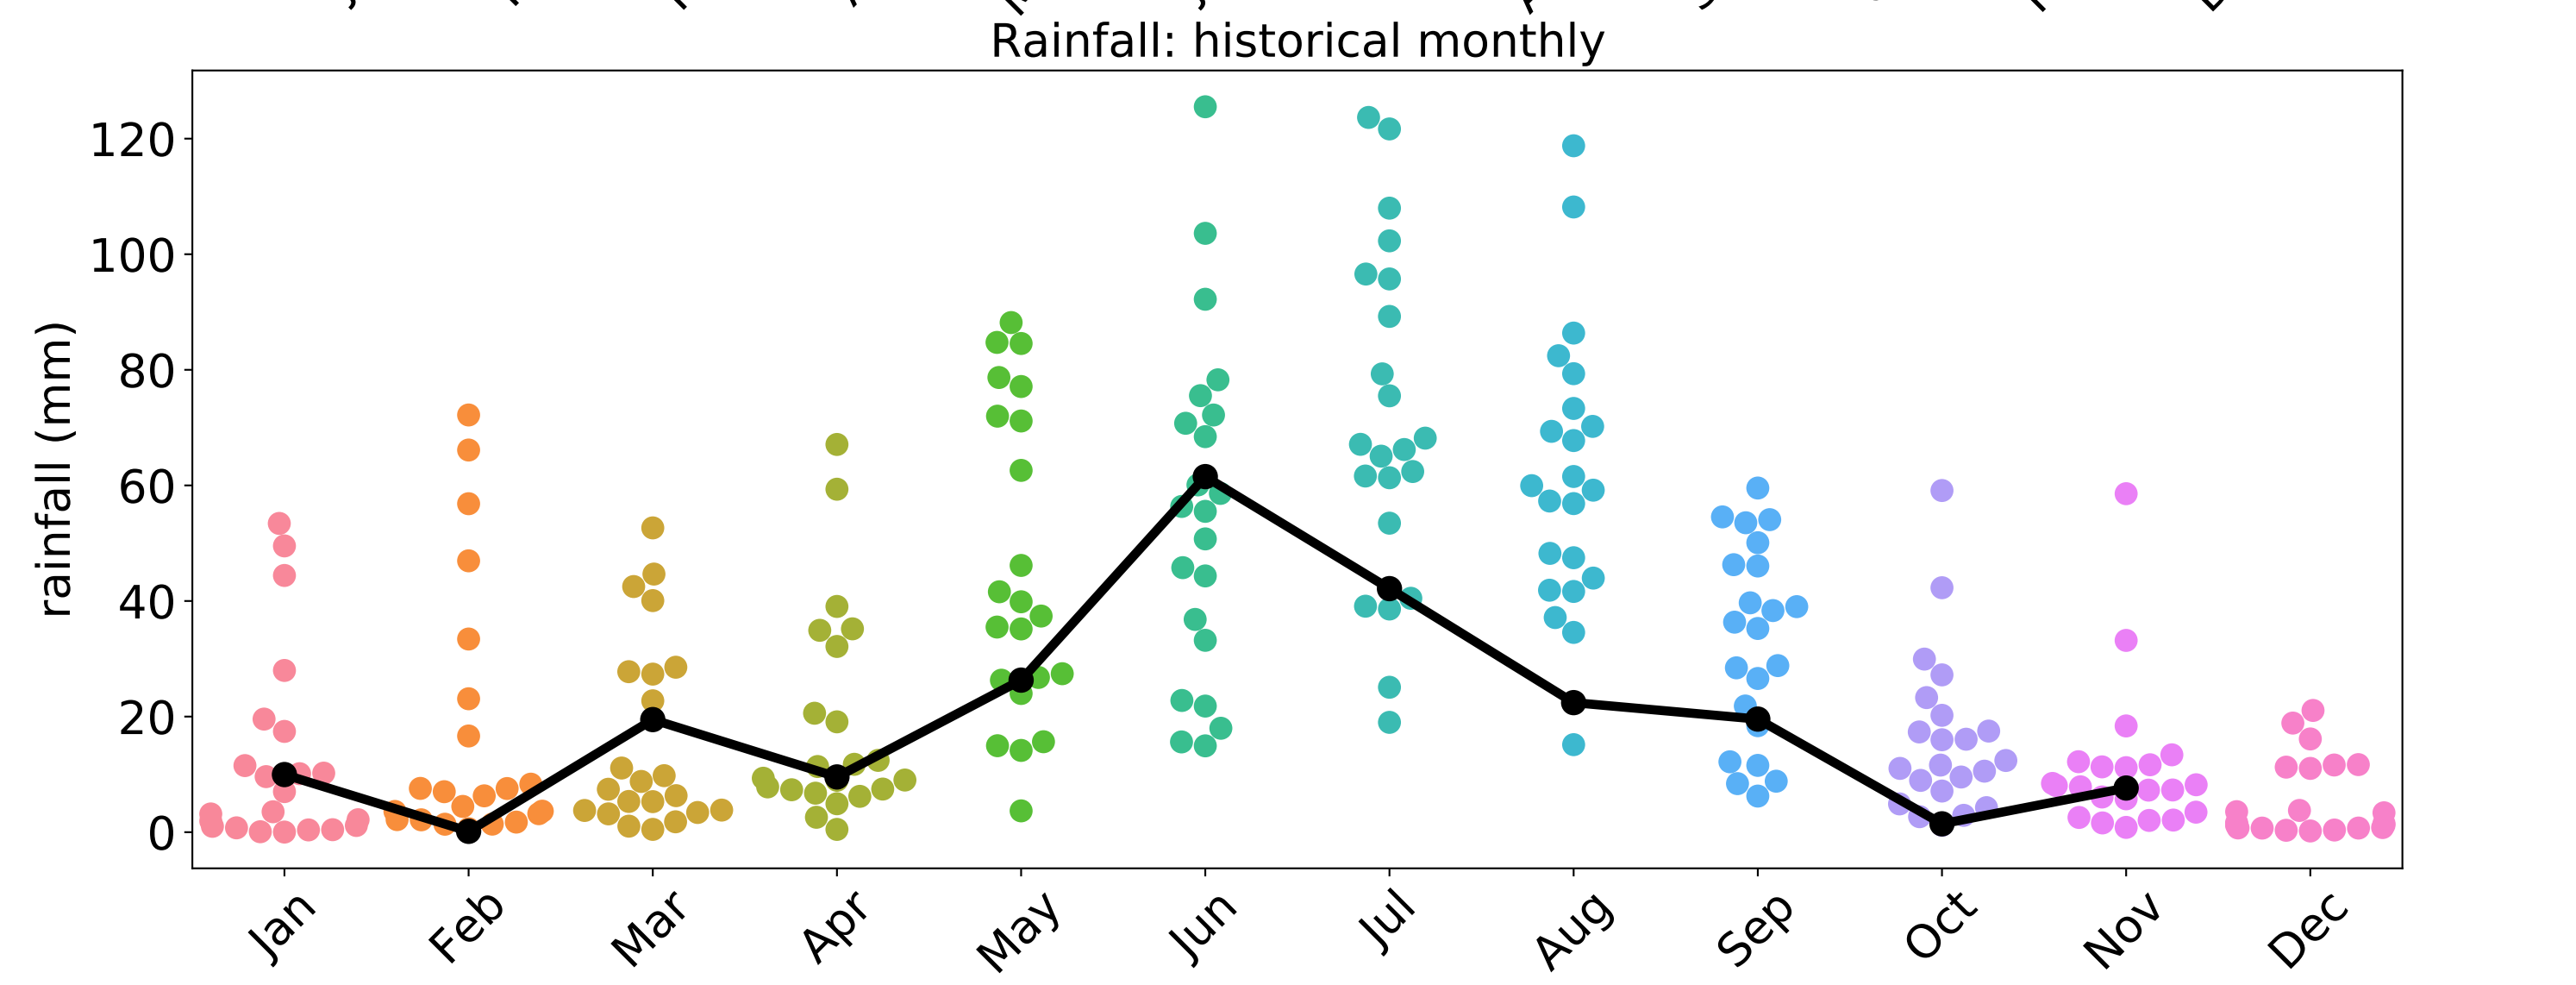 Rainfall: historical monthly
rainfall (mm)
120
100
80
60
40
20
0
Jan
Feb
Mar
Apr
May
Jun
Jul
Aug
Sep
Oct
Nov
Dec